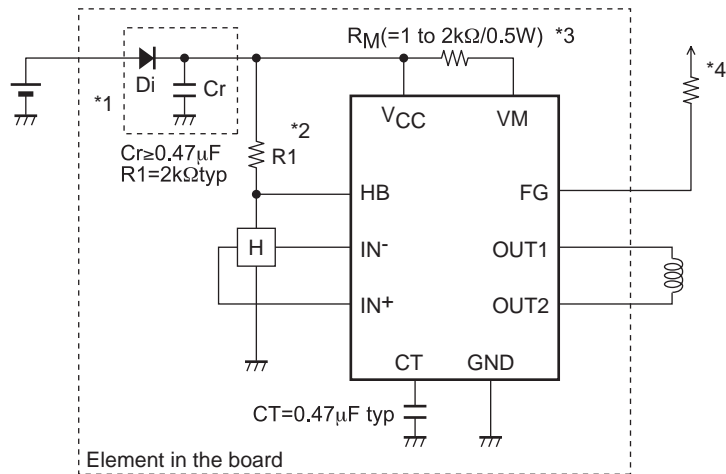 RM(=1 to 2kΩ/0.5W) *3
*4
*1
Di
Cr
VCC
VM
*2
Cr≥0.47μF
R1=2kΩtyp
R1
HB
FG
H
IN-
OUT1
IN+
OUT2
CT
GND
CT=0.47μF typ
Element in the board